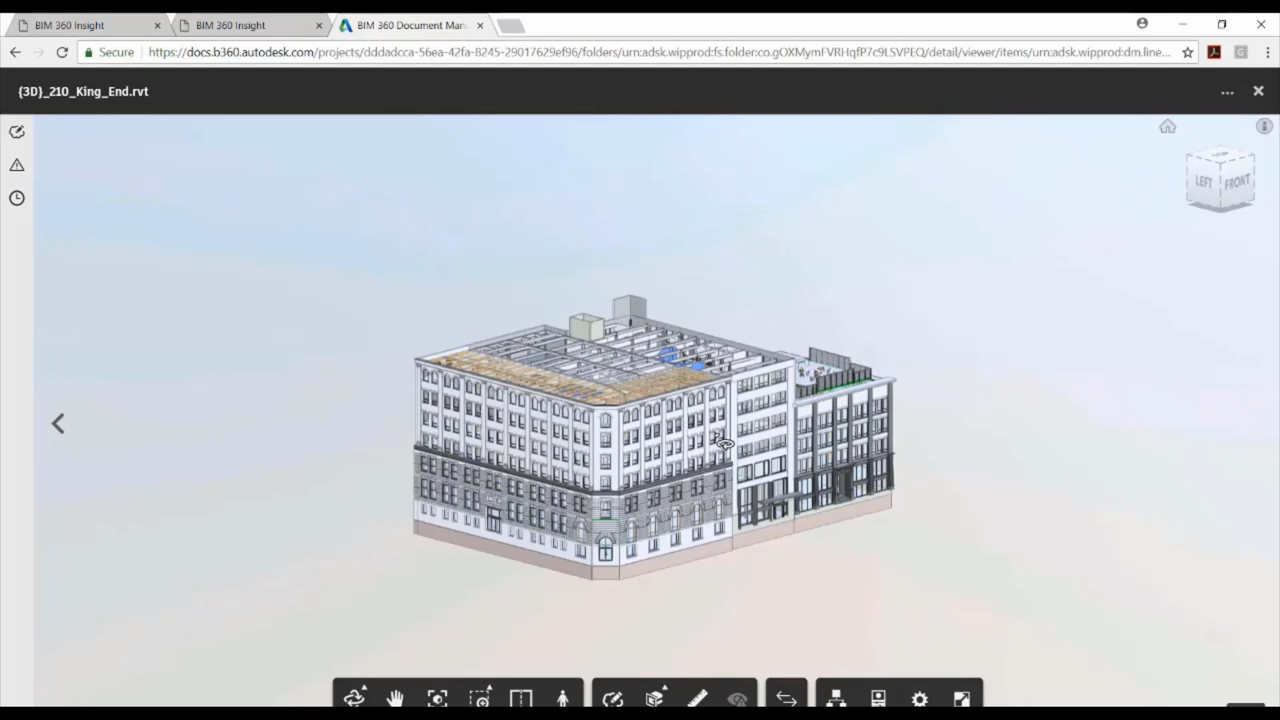 BIM 360 Insight
BIM 360 Insight
BIM 360 Document Man
Secure
https://docs.b360.autodesk.com/projects/dddadcca-56ea-42fa-8245-29017629ef96/folders/urn:adsk.wipprod:fs.folder:co.gOXMymFVRHqfP7c9LSVPEQ/detail/viewer/items/urn:adsk.wipprod:dm.line...
{3D}_210_King_End.rvt
LEFT
FRONT